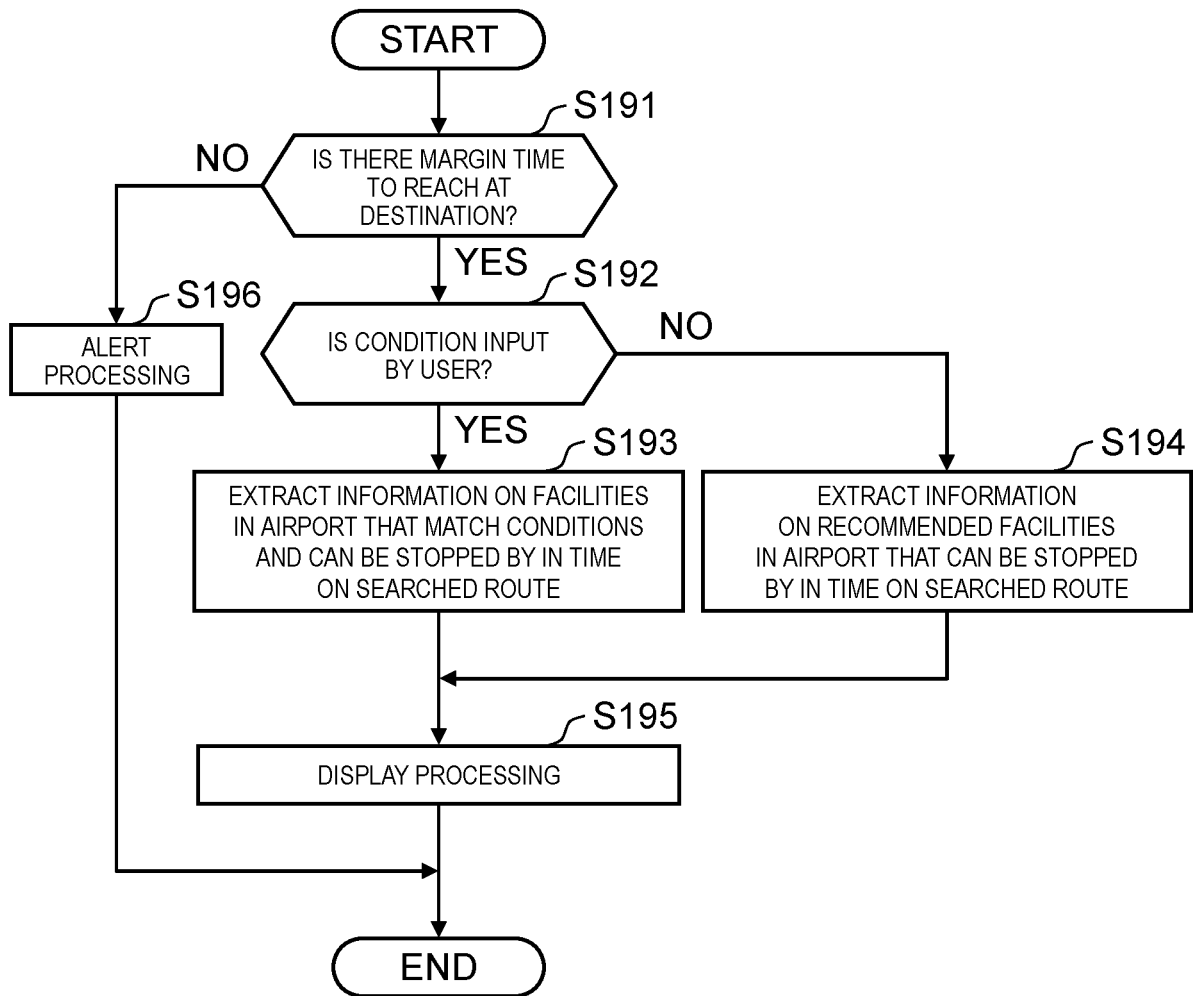 START
S191
IS THERE MARGIN TIME
TO REACH AT
DESTINATION?
NO
YES
S192
IS CONDITION INPUT
BY USER?
NO
S196
ALERT
PROCESSING
YES
S193
EXTRACT INFORMATION ON FACILITIES
IN AIRPORT THAT MATCH CONDITIONS
AND CAN BE STOPPED BY IN TIME
ON SEARCHED ROUTE
S194
EXTRACT INFORMATION
ON RECOMMENDED FACILITIES
IN AIRPORT THAT CAN BE STOPPED
BY IN TIME ON SEARCHED ROUTE
S195
DISPLAY PROCESSING
END